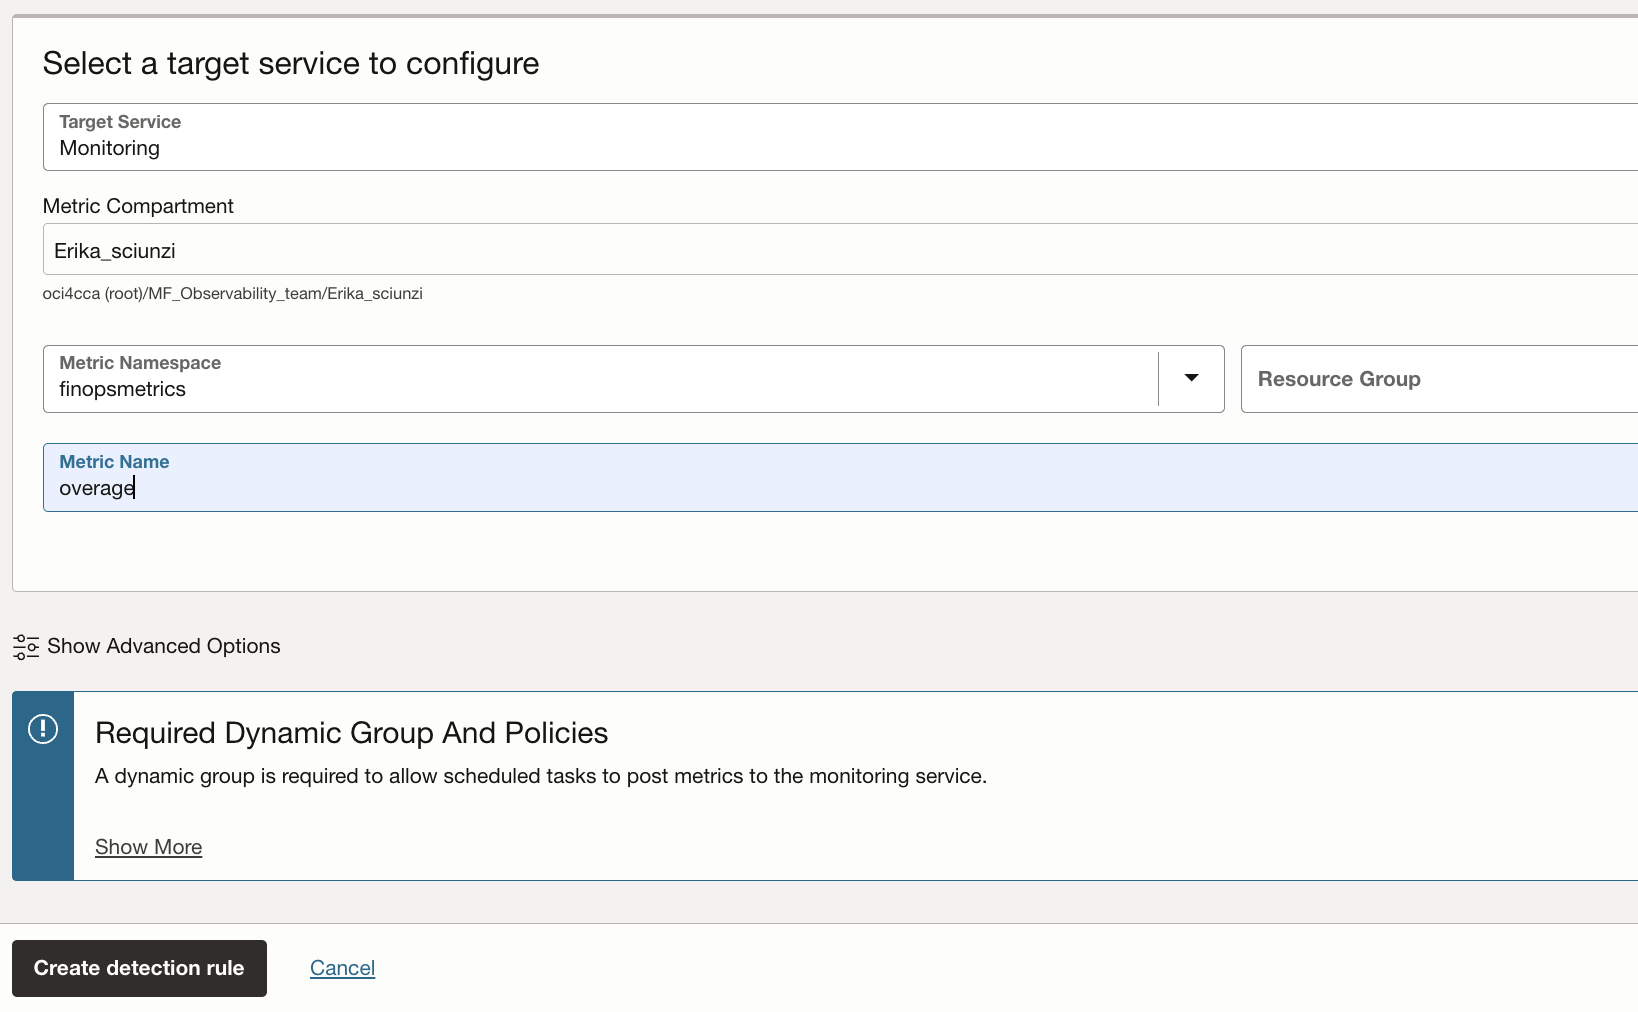 Select a target service to configure
Target Service
Monitoring
Metric Compartment
Erika_sciunzi
oci4cca (root)/MF_Observability_team/Erika_sciunzi
Metric Namespace
finopsmetrics
Resource Group
Metric Name
overage
Show Advanced Options
Required Dynamic Group And Policies
A dynamic group is required to allow scheduled tasks to post metrics to the monitoring service.
Show More
Create detection rule
Cancel